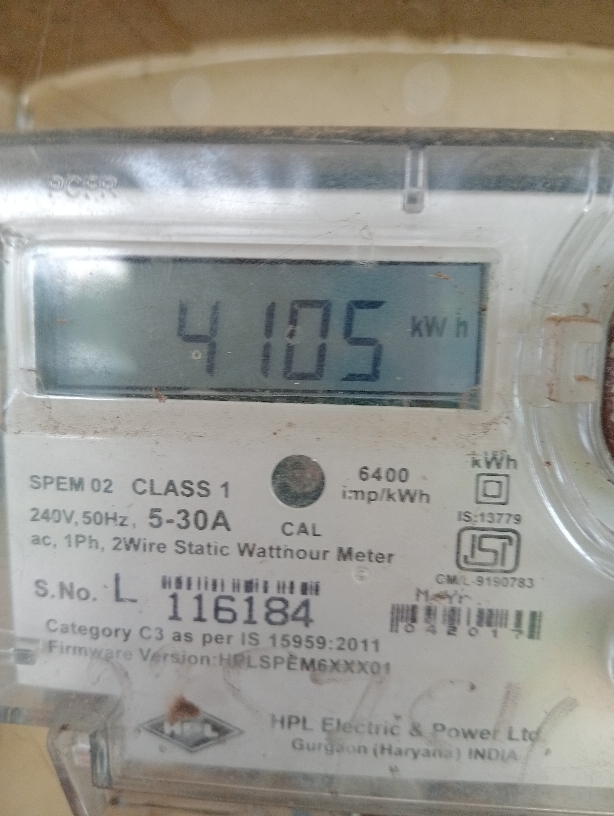 4105 kWh
kWh
SPEM 02 CLASS 1
6400
imp/kWh
240V, 50Hz, 5-30A
CAL
IS:13779
ac, 1Ph, 2Wire Static Watthour Meter
ISI
CM/L-9190783
S.No. L 116184
M Yr.
042017
Category C3 as per IS 15959:2011
Firmware Version:HPLSPEM6XXX01
HPL
HPL Electric & Power Ltd.
Gurgaon (Haryana) INDIA